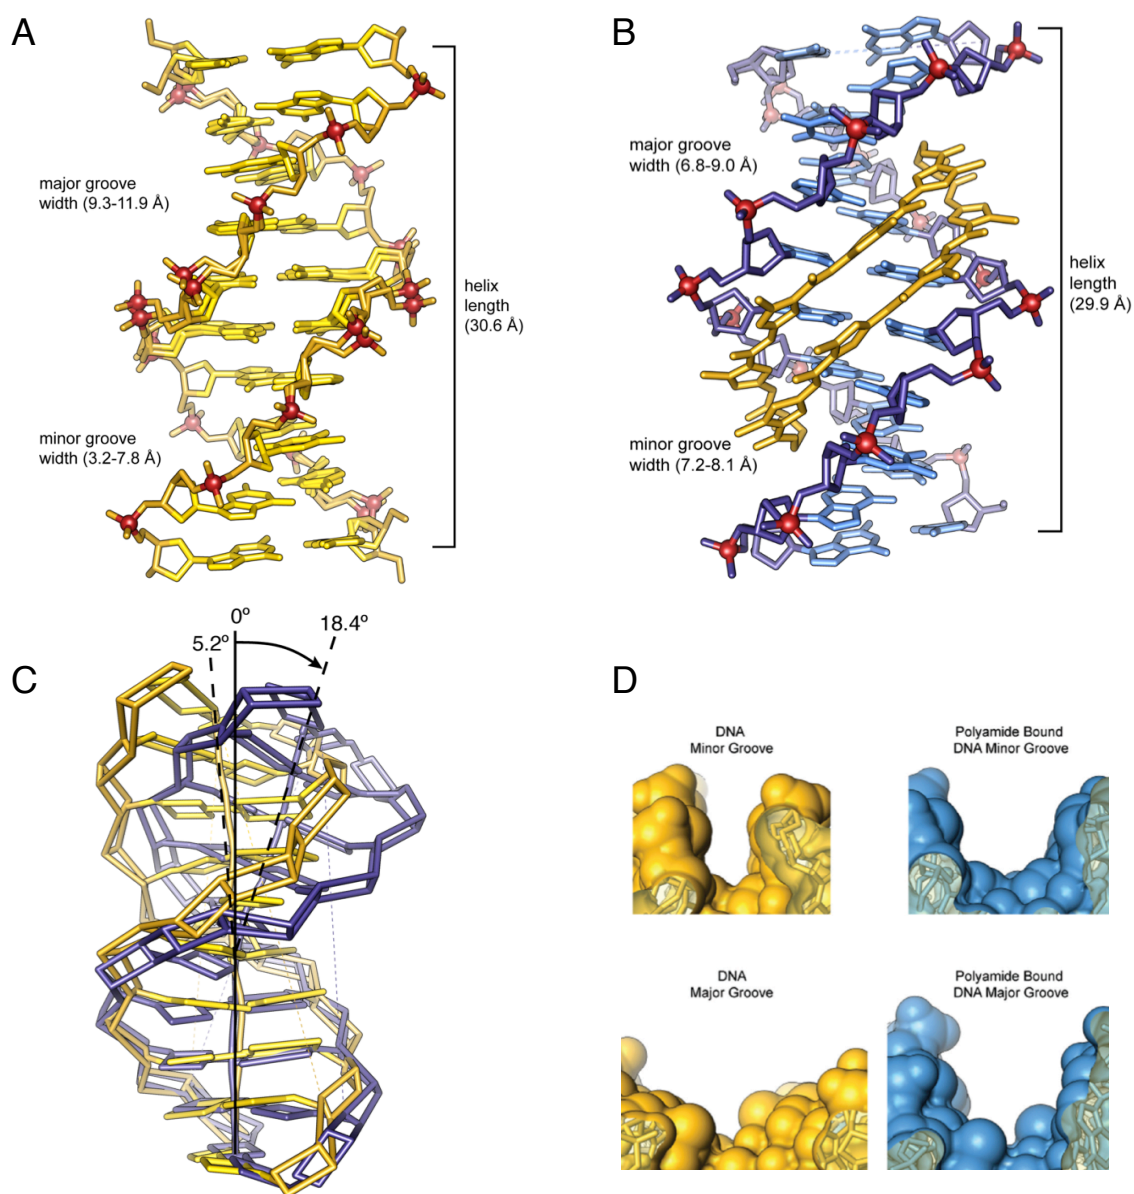 A
major groove
width (9.3-11.9 Å)
helix
length
(30.6 Å)
minor groove
width (3.2-7.8 Å)
B
major groove
width (6.8-9.0 Å)
helix
length
(29.9 Å)
minor groove
width (7.2-8.1 Å)
C
0º
5.2º
18.4º
D
DNA
Minor Groove
Polyamide Bound
DNA Minor Groove
DNA
Major Groove
Polyamide Bound
DNA Major Groove